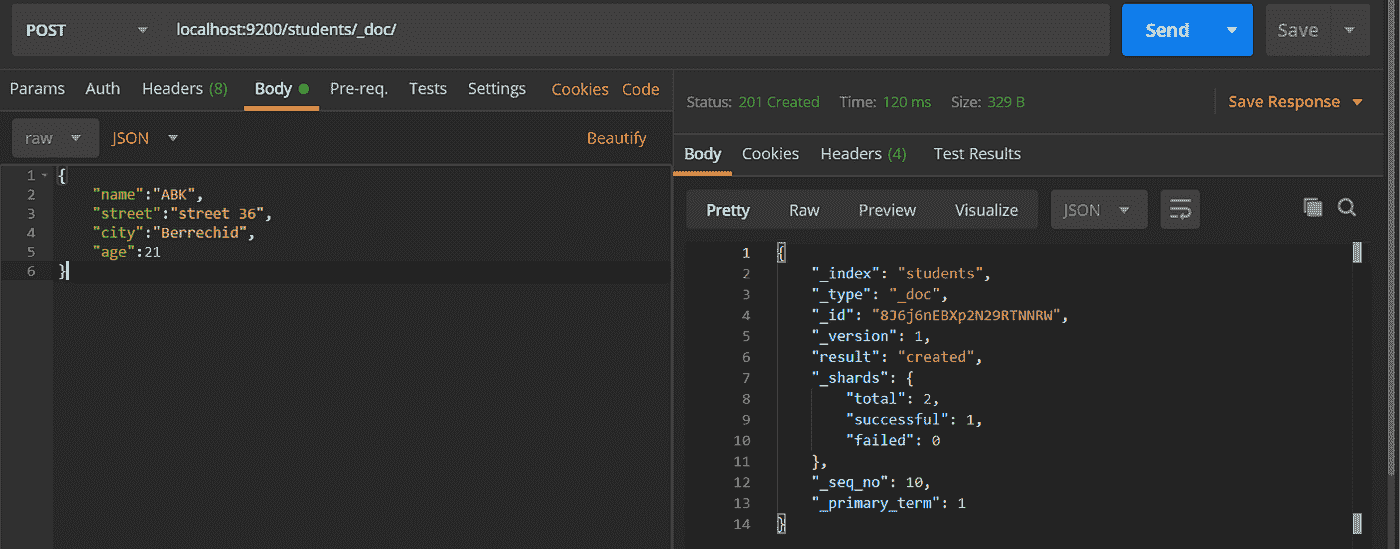 POST localhost:9200/students/_doc/ Send Save
Params Auth Headers (8) Body Pre-req. Tests Settings Cookies Code
raw JSON Beautify
1 {
2 "name":"ABK",
3 "street":"street 36",
4 "city":"Berrechid",
5 "age":21
6 }
Status: 201 Created Time: 120 ms Size: 329 B Save Response
Body Cookies Headers (4) Test Results
Pretty Raw Preview Visualize JSON
1 {
2 "_index": "students",
3 "_type": "_doc",
4 "_id": "8J6j6nEBXp2N29RTNNRW",
5 "_version": 1,
6 "result": "created",
7 "_shards": {
8 "total": 2,
9 "successful": 1,
10 "failed": 0
11 },
12 "_seq_no": 10,
13 "_primary_term": 1
14 }